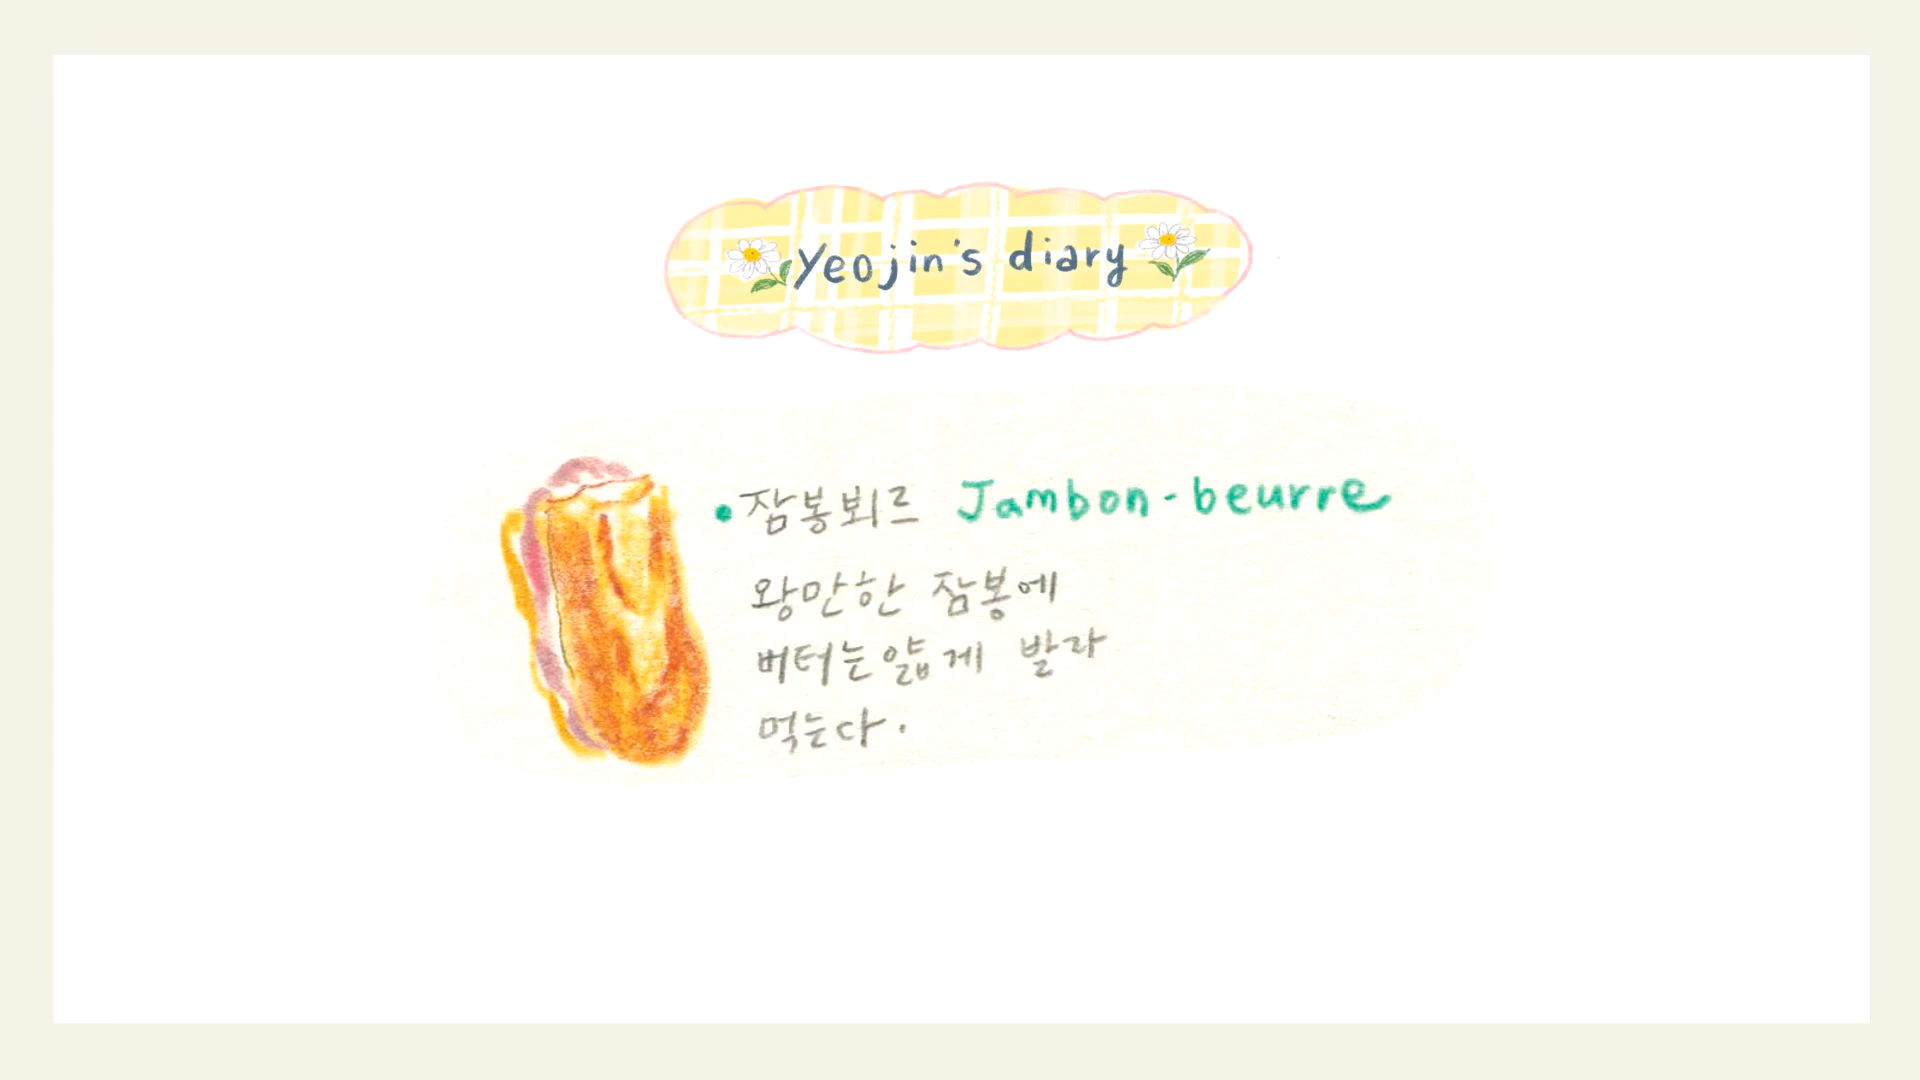 yeojin's diary
• 잠봉뵈르 Jambon-beurre
왕만한 잠봉에
버터는 얇게 발라
먹는다.